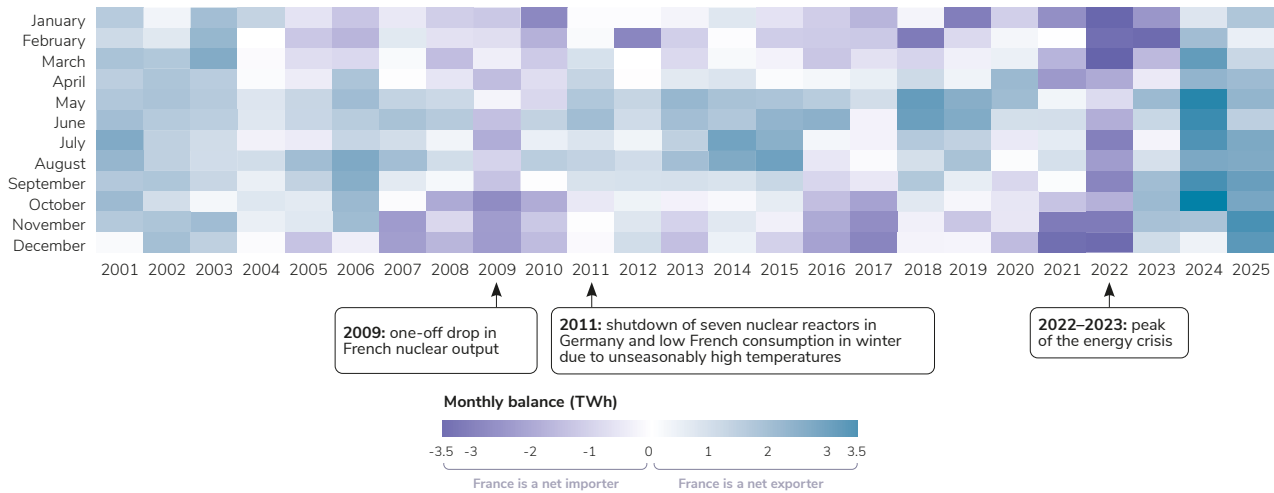 January
February
March
April
May
June
July
August
September
October
November
December
2001 2002 2003 2004 2005 2006 2007 2008 2009 2010 2011 2012 2013 2014 2015 2016 2017 2018 2019 2020 2021 2022 2023 2024 2025
2009: one-off drop in
French nuclear output
2011: shutdown of seven nuclear reactors in
Germany and low French consumption in winter
due to unseasonably high temperatures
2022–2023: peak
of the energy crisis
Monthly balance (TWh)
-3.5 -3 -2 -1 0 1 2 3 3.5
France is a net importer France is a net exporter